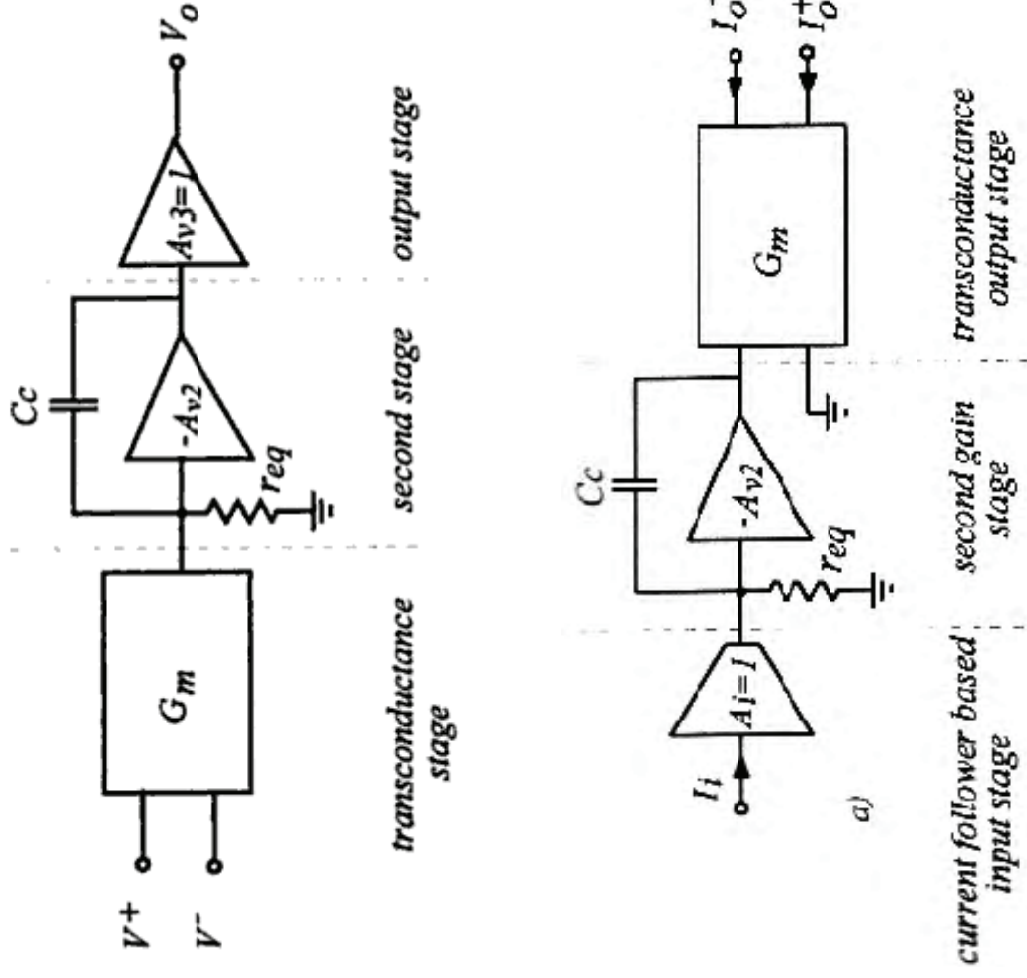 V+
V-
Gm
Cc
-Av2
req
Av3=1
Vo
transconductance
stage
second stage
output stage
Ii
Ai=1
Cc
-Av2
req
Gm
Io-
Io+
a)
current follower based
input stage
second gain
stage
transconductance
output stage